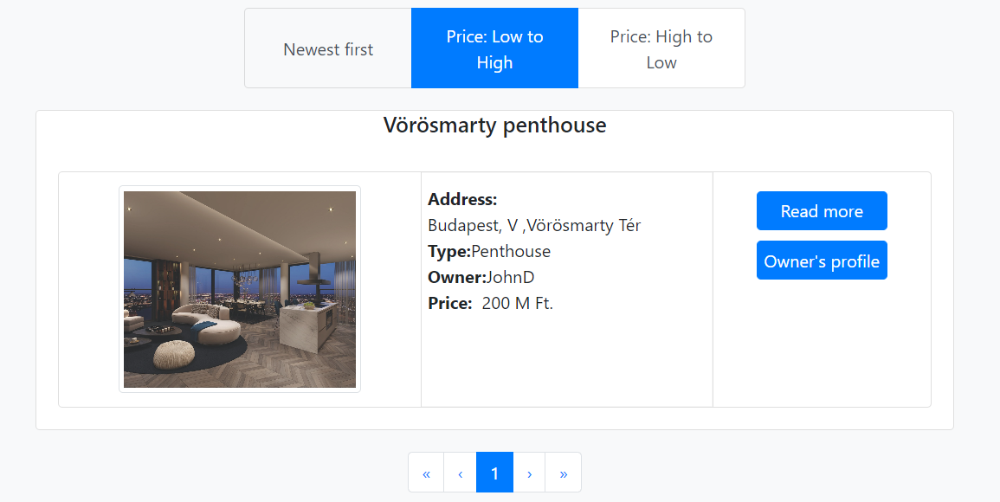 Newest first
Price: Low to
High
Price: High to
Low
Vörösmarty penthouse
Address:
Budapest, V ,Vörösmarty Tér
Type:Penthouse
Owner:JohnD
Price: 200 M Ft.
Read more
Owner's profile
« ‹ 1 › »